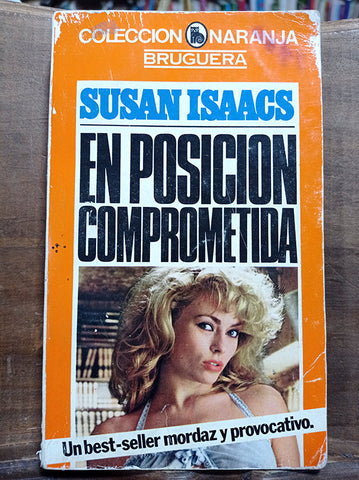 COLECCION NARANJA
BRUGUERA
SUSAN ISAACS
EN POSICION
COMPROMETIDA
Un best-seller mordaz y provocativo.